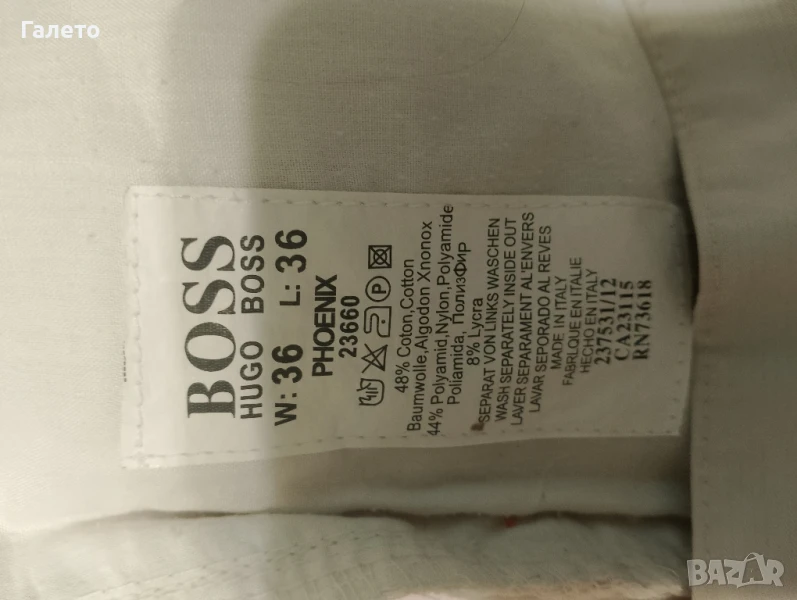 Галето
BOSS
HUGO BOSS
W: 36 L: 36
PHOENIX
23660
48% Coton,Cotton
Baumwolle,Algodon Xnonox
44% Polyamid,Nylon,Polyamide
Poliamida, ПолизФир
8% Lycra
SEPARAT VON LINKS WASCHEN
WASH SEPARATELY INSIDE OUT
LAVER SEPARAMENT AL'ENVERS
LAVAR SEPORADO AL REVES
MADE IN ITALY
FABRLQUE EN ITALIE
HECHO EN ITALY
237531/12
CA23115
RN73618
BAZAR